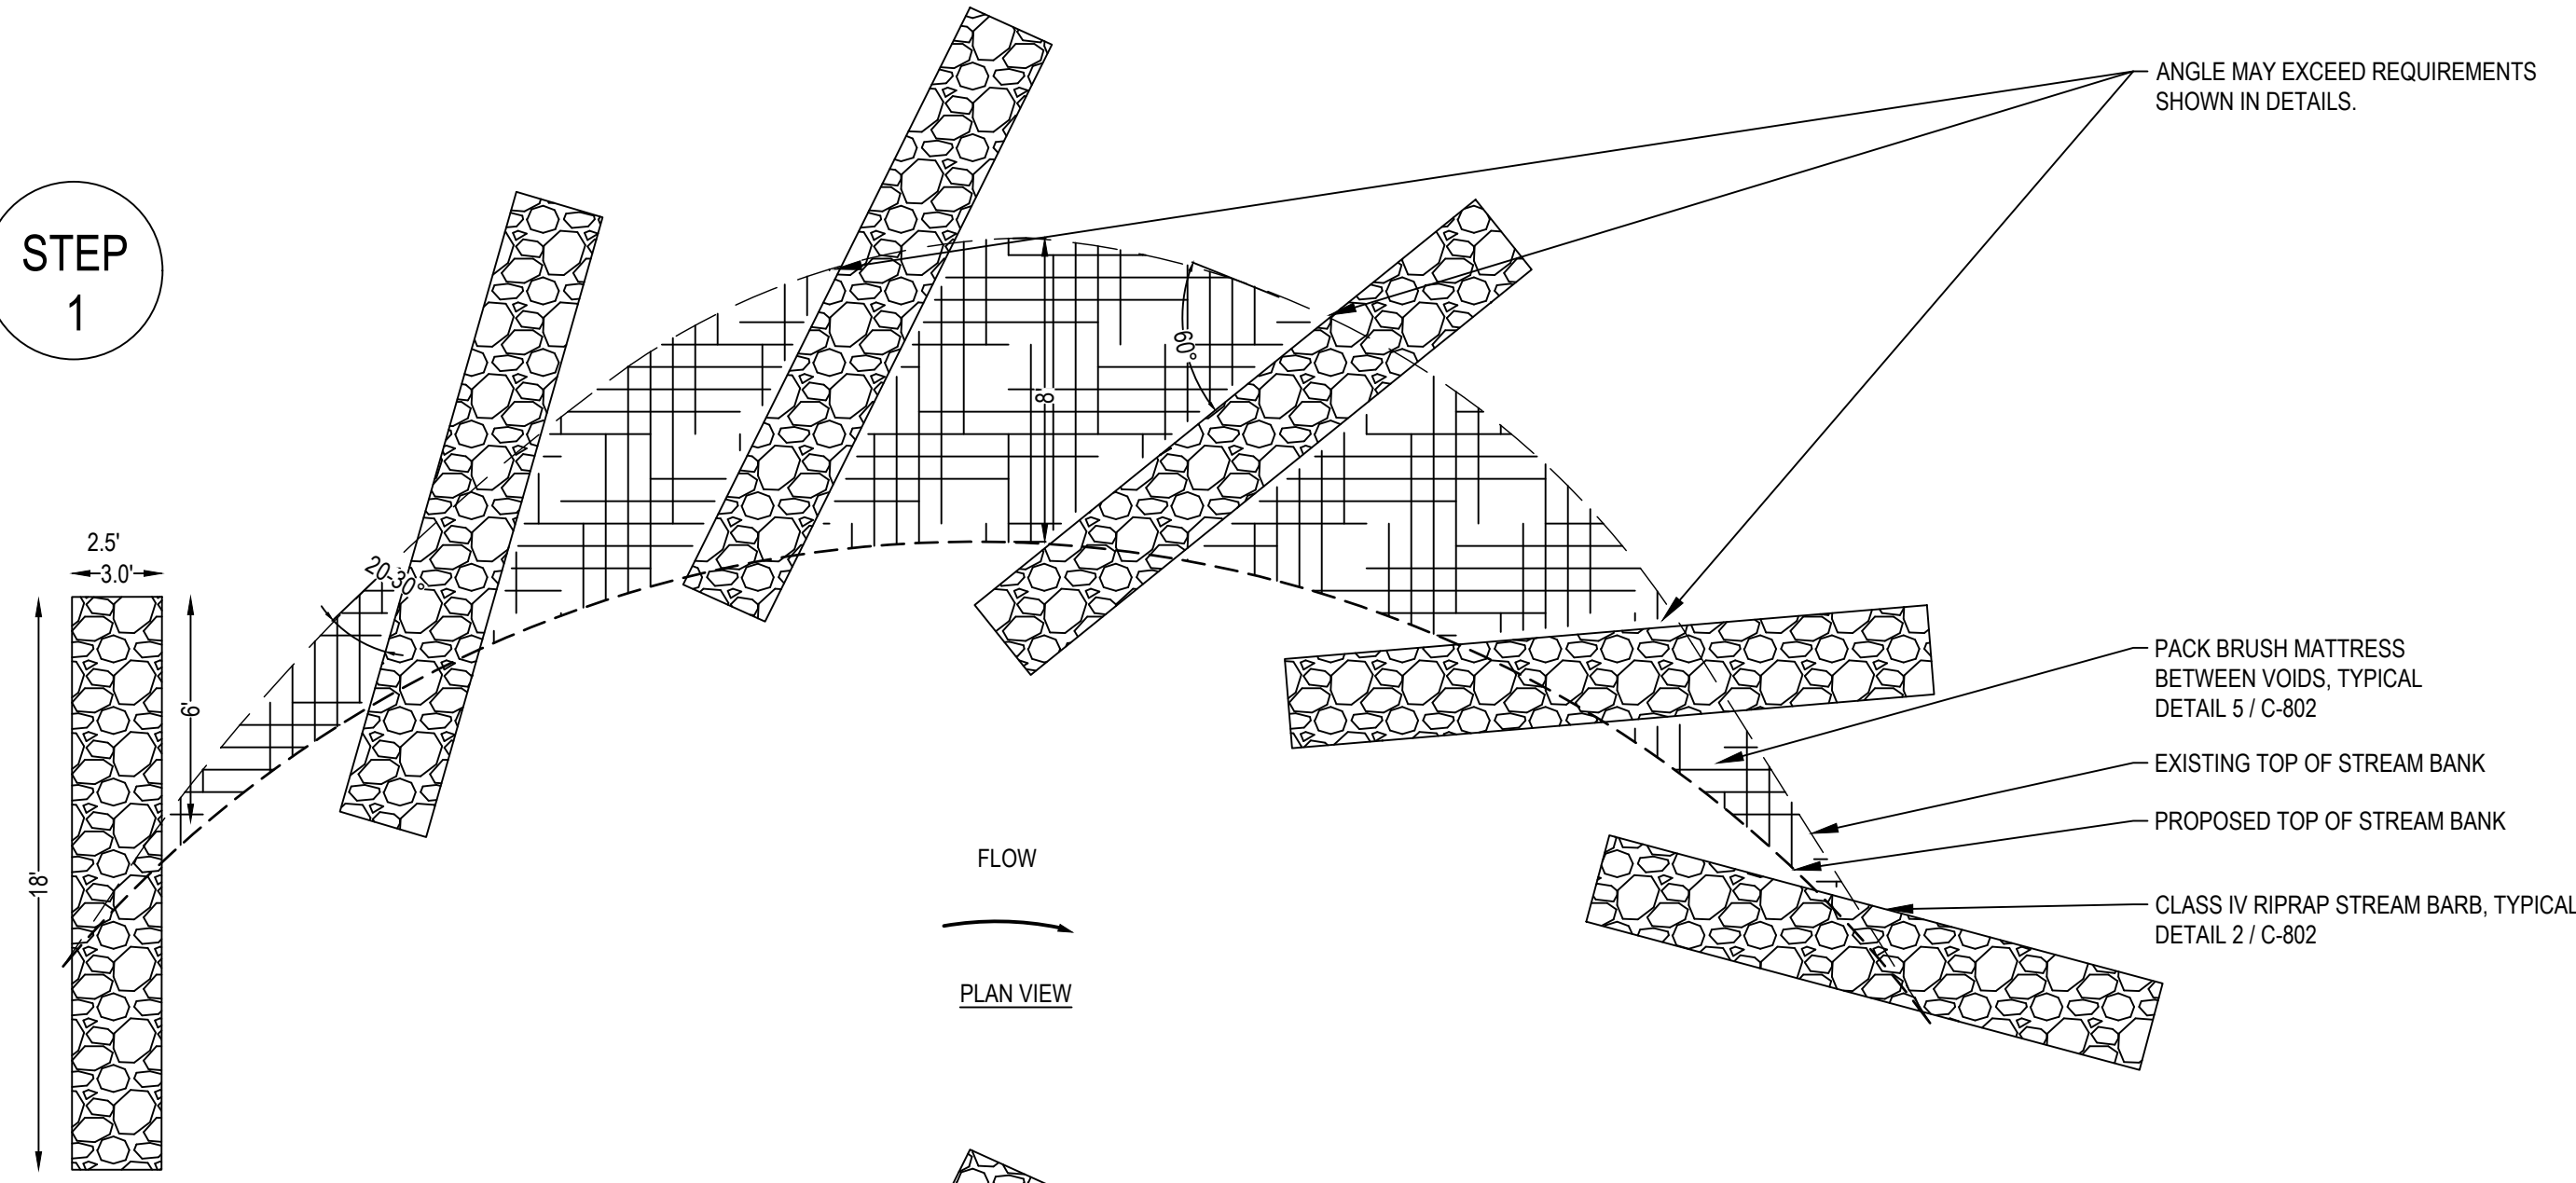 ANGLE MAY EXCEED REQUIREMENTS
SHOWN IN DETAILS.
STEP
1
60°
8'
2.5'
3.0'
20-30°
6'
18'
PACK BRUSH MATTRESS
BETWEEN VOIDS, TYPICAL
DETAIL 5 / C-802
EXISTING TOP OF STREAM BANK
PROPOSED TOP OF STREAM BANK
FLOW
CLASS IV RIPRAP STREAM BARB, TYPICAL
DETAIL 2 / C-802
PLAN VIEW